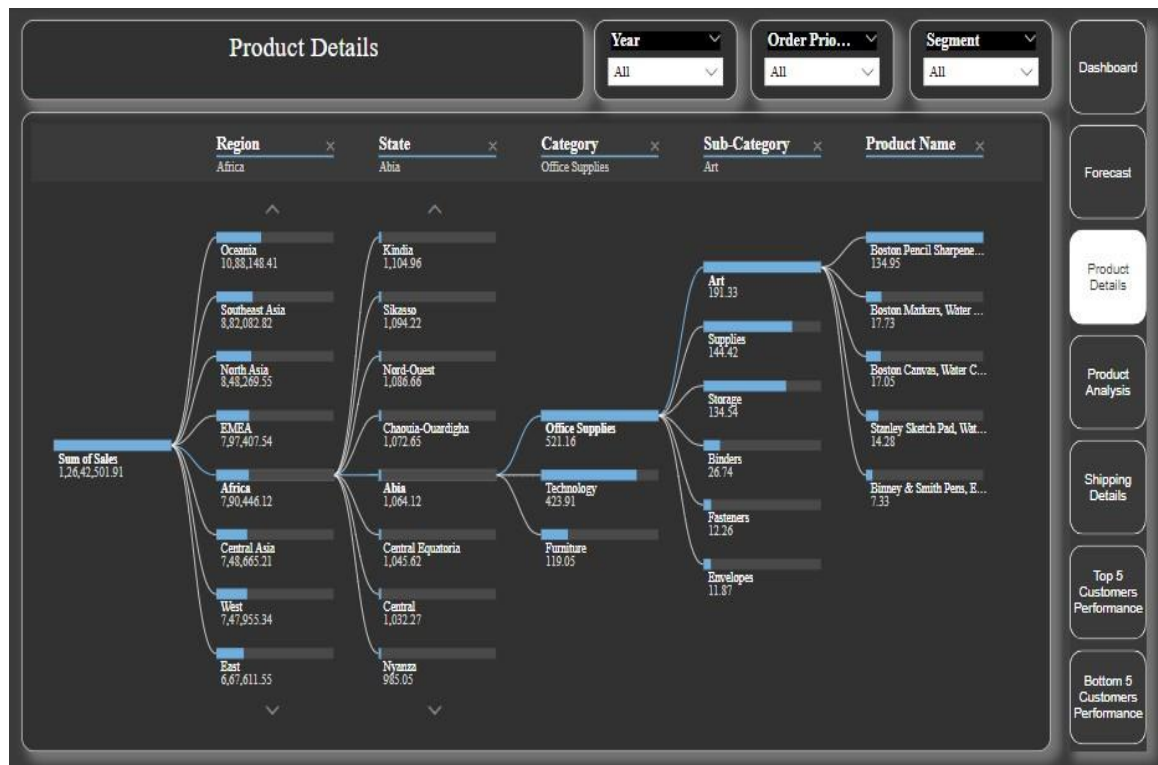 Product Details
Year
All
Order Prio...
All
Segment
All
Dashboard
Forecast
Product
Details
Product
Analysis
Shipping
Details
Top 5
Customers
Performance
Bottom 5
Customers
Performance
Region
Africa
State
Abia
Category
Office Supplies
Sub-Category
Art
Product Name
Sum of Sales
1,26,42,501.91
Oceania
10,88,148.41
Southeast Asia
8,82,082.82
North Asia
8,48,269.55
EMEA
7,97,407.54
Africa
7,90,446.12
Central Asia
7,48,665.21
West
7,47,955.34
East
6,67,611.55
Kindia
1,104.96
Sikasso
1,094.22
Nord-Ouest
1,086.66
Chaouia-Ouardigha
1,072.65
Abia
1,064.12
Central Equatoria
1,045.62
Central
1,032.27
Nyanza
985.05
Office Supplies
521.16
Technology
423.91
Furniture
119.05
Art
191.33
Supplies
144.42
Storage
134.54
Binders
26.74
Fasteners
12.26
Envelopes
11.87
Boston Pencil Sharpene...
134.95
Boston Markers, Water ...
17.73
Boston Canvas, Water C...
17.05
Stanley Sketch Pad, Wat...
14.28
Binney & Smith Pens, E...
7.33